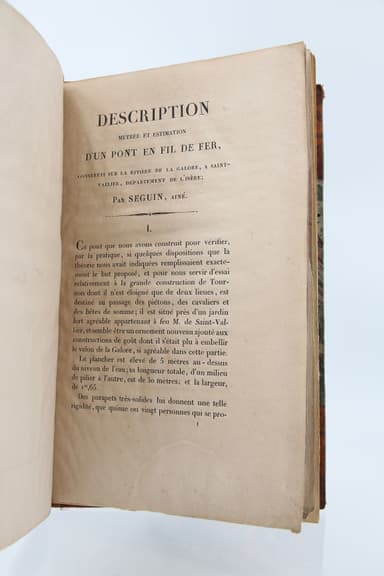 DESCRIPTION
METRÉE ET ESTIMATION
D'UN PONT EN FIL DE FER,
CONSTRUIT SUR LA RIVIÈRE DE LA GALORE, A SAINT-
VALLIER, DÉPARTEMENT DE L'ISÈRE;
PAR SEGUIN, AINÉ.
I.
CE pont que nous avons construit pour vérifier,
par la pratique, si quelques dispositions que la
théorie nous avait indiquées remplissaient exacte-
ment le but proposé, et pour nous servir d'essai
relativement à la grande construction de Tour-
non dont il n'est éloigné que de deux lieues, est
destiné au passage des piétons, des cavaliers et
des bêtes de somme; il est situé près d'un jardin
fort agréable appartenant à feu M. de Saint-Val-
lier, et semble être un ornement nouveau ajouté aux
constructions de goût dont il s'était plu à embellir
le valon de la Galore, si agréable dans cette partie.
Le plancher est élevé de 5 mètres au-dessus
du niveau de l'eau; sa longueur totale, d'un milieu
de pilier à l'autre, est de 30 mètres; et la largeur,
de 1m,65.
Des parapets très-solides lui donnent une telle
rigidité, que quinze ou vingt personnes qui se pro-
1